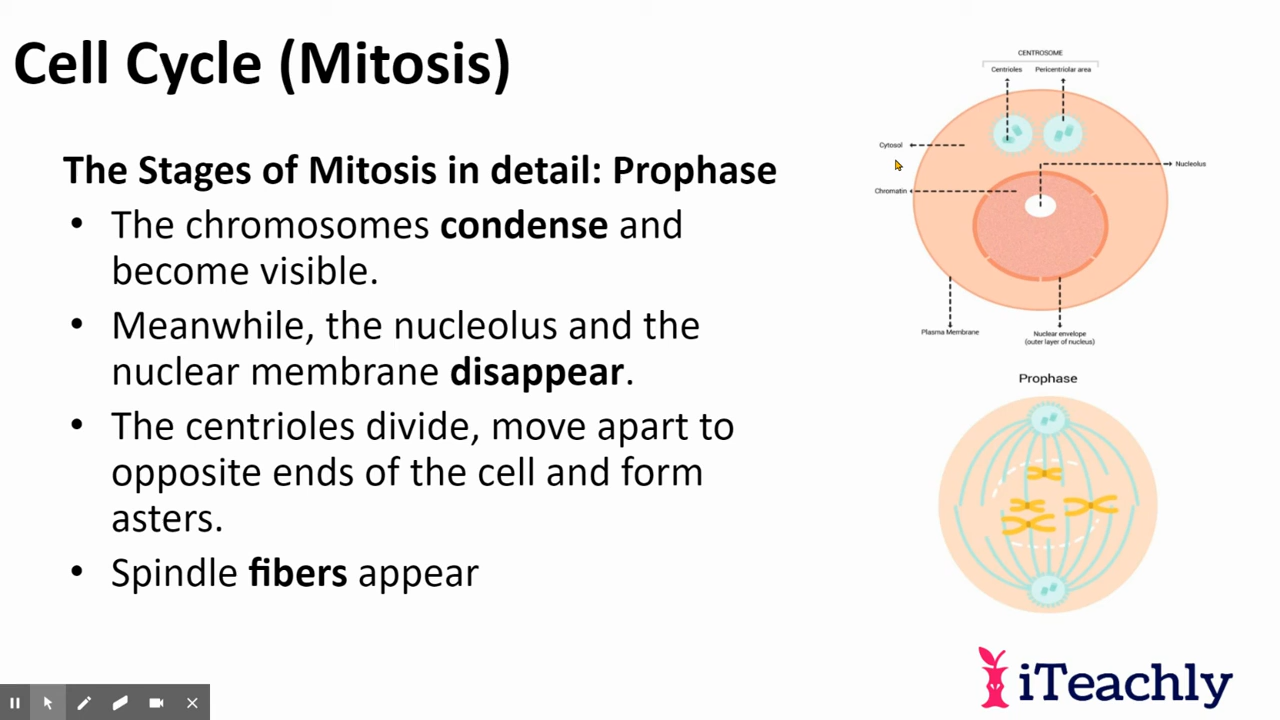 Cell Cycle (Mitosis)
The Stages of Mitosis in detail: Prophase
• The chromosomes condense and
become visible.
• Meanwhile, the nucleolus and the
nuclear membrane disappear.
• The centrioles divide, move apart to
opposite ends of the cell and form
asters.
• Spindle fibers appear
CENTROSOME
Centrioles Pericentriolar area
Cytosol
Nucleolus
Chromatin
Plasma Membrane
Nuclear envelope
(outer layer of nucleus)
Prophase
iTeachly